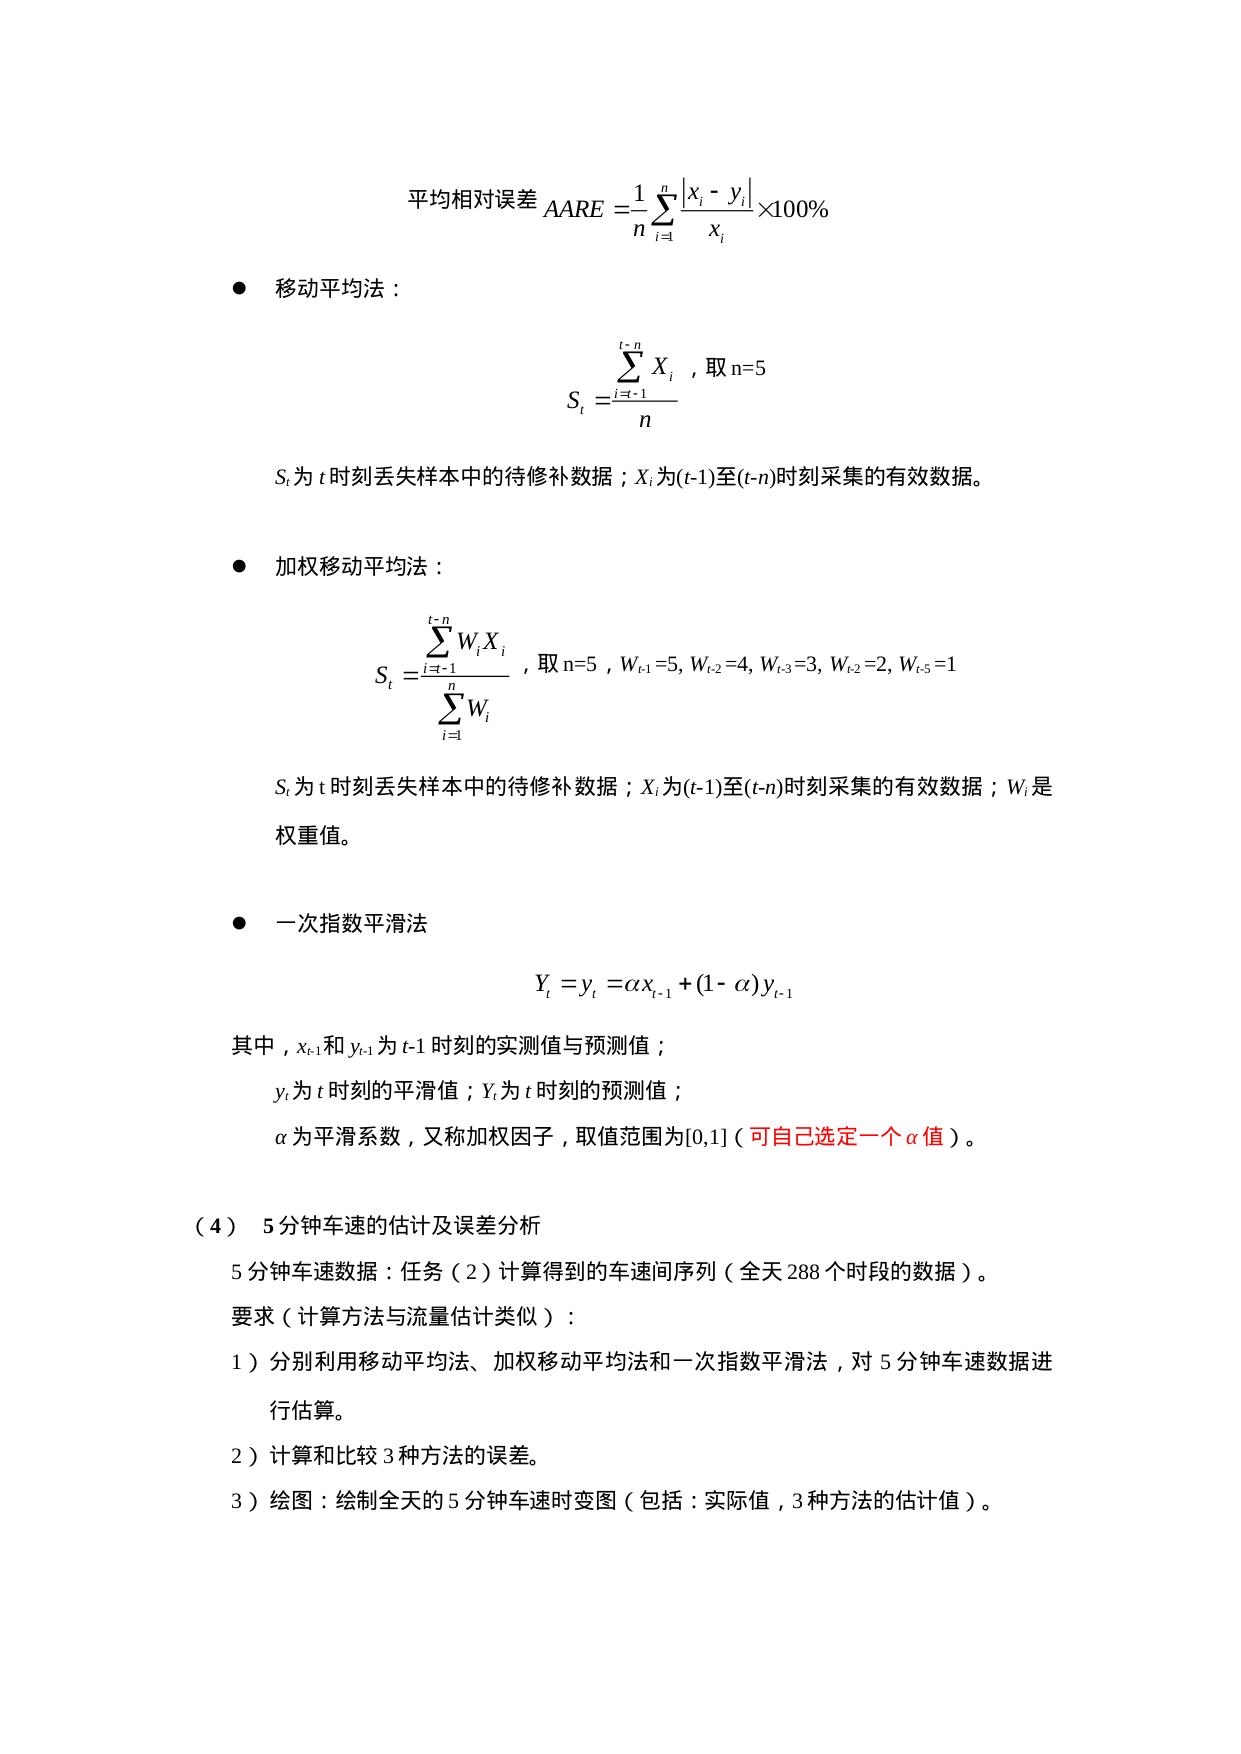 平均相对误差 AARE = 1/n ∑_{i=1}^{n} |x_i - y_i|/x_i ×100%
● 移动平均法：
S_t = (∑_{i=t-1}^{t-n} X_i)/n ，取 n=5
S_t 为 t 时刻丢失样本中的待修补数据；X_i 为(t-1)至(t-n)时刻采集的有效数据。
● 加权移动平均法：
S_t = (∑_{i=t-1}^{t-n} W_i X_i)/(∑_{i=1}^{n} W_i) ，取 n=5，W_{t-1} =5, W_{t-2} =4, W_{t-3} =3, W_{t-2} =2, W_{t-5} =1
S_t 为 t 时刻丢失样本中的待修补数据；X_i 为(t-1)至(t-n)时刻采集的有效数据；W_i 是
权重值。
● 一次指数平滑法
Y_t = y_t = αx_{t-1} + (1 - α)y_{t-1}
其中，x_{t-1} 和 y_{t-1} 为 t-1 时刻的实测值与预测值；
y_t 为 t 时刻的平滑值；Y_t 为 t 时刻的预测值；
α 为平滑系数，又称加权因子，取值范围为[0,1]（可自己选定一个 α 值）。
（4） 5 分钟车速的估计及误差分析
5 分钟车速数据：任务（2）计算得到的车速间序列（全天 288 个时段的数据）。
要求（计算方法与流量估计类似）：
1）分别利用移动平均法、加权移动平均法和一次指数平滑法，对 5 分钟车速数据进
行估算。
2）计算和比较 3 种方法的误差。
3）绘图：绘制全天的 5 分钟车速时变图（包括：实际值，3 种方法的估计值）。